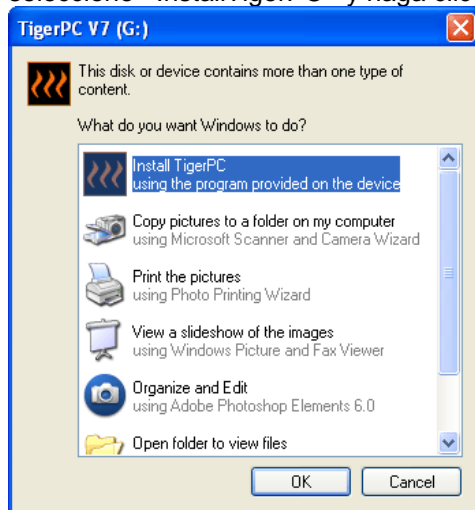 TigerPC V7 (G:)
This disk or device contains more than one type of
content.
What do you want Windows to do?
Install TigerPC
using the program provided on the device
Copy pictures to a folder on my computer
using Microsoft Scanner and Camera Wizard
Print the pictures
using Photo Printing Wizard
View a slideshow of the images
using Windows Picture and Fax Viewer
Organize and Edit
using Adobe Photoshop Elements 6.0
Open folder to view files
OK
Cancel